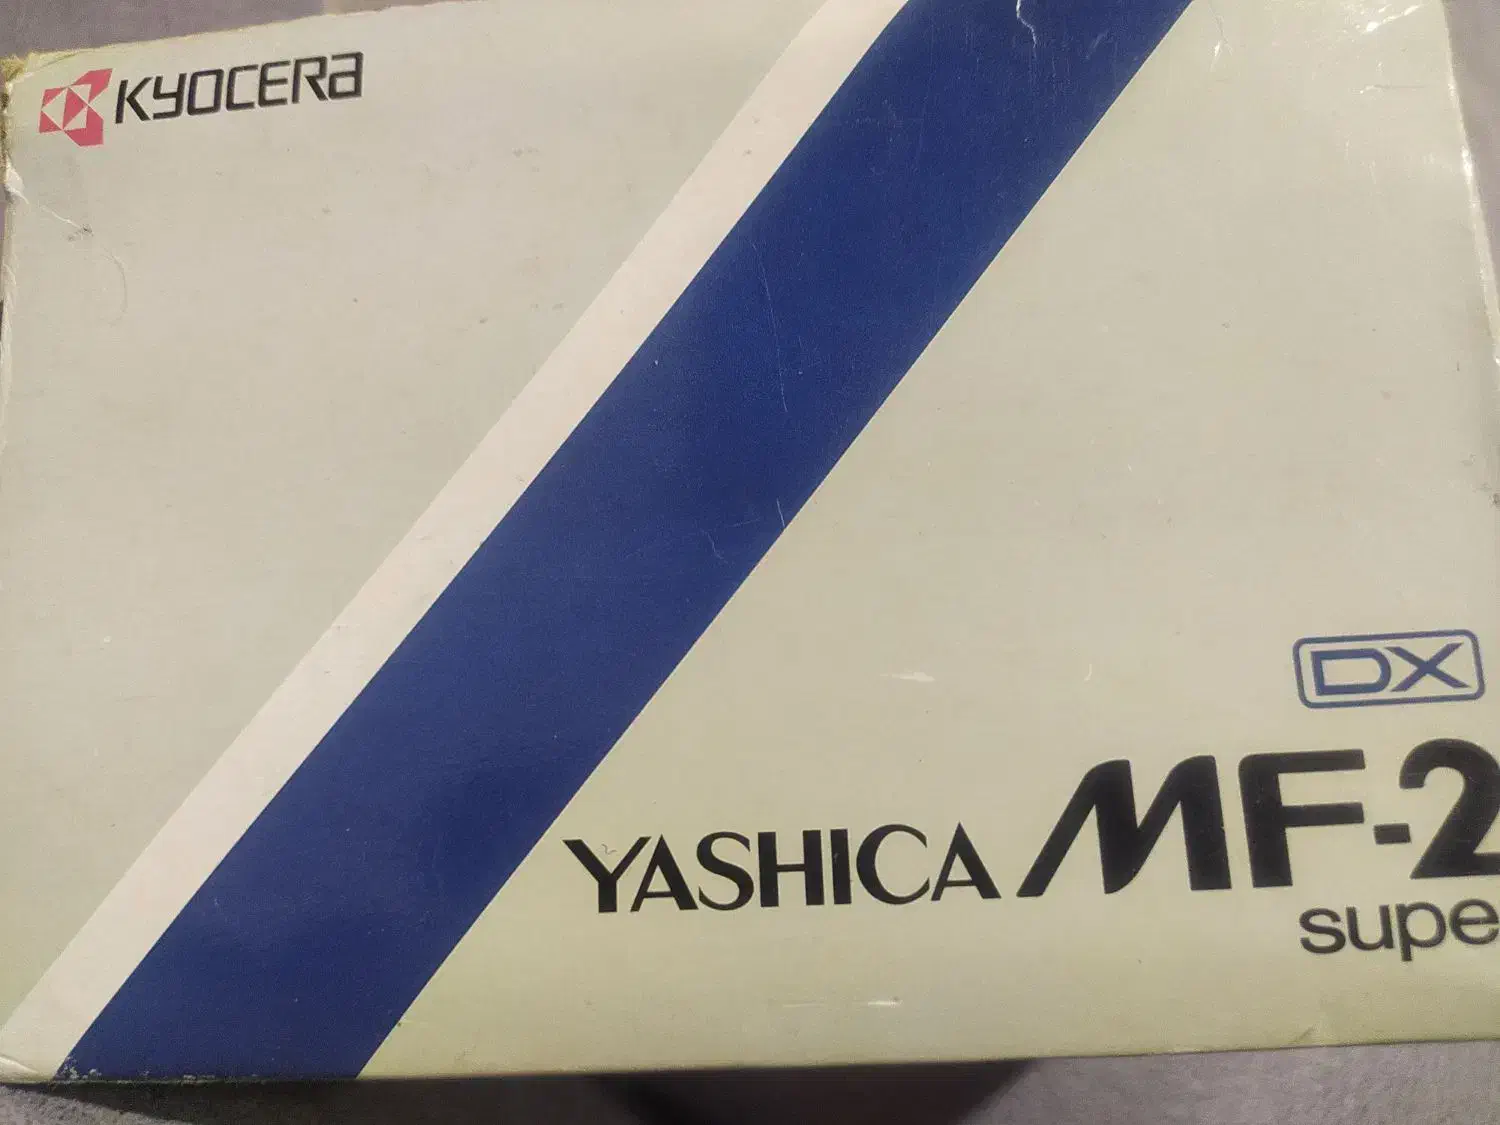 KYOCERA
DX
YASHICA MF-2
supe